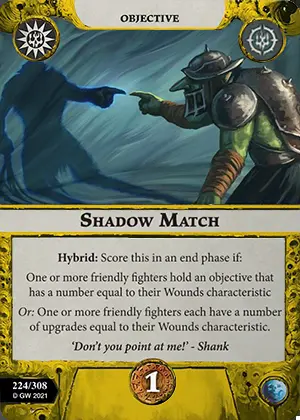 OBJECTIVE
SHADOW MATCH
Hybrid: Score this in an end phase if:
One or more friendly fighters hold an objective that
has a number equal to their Wounds characteristic
Or: One or more friendly fighters each have a number
of upgrades equal to their Wounds characteristic.
'Don't you point at me!' - Shank
224/308
© GW 2021
1